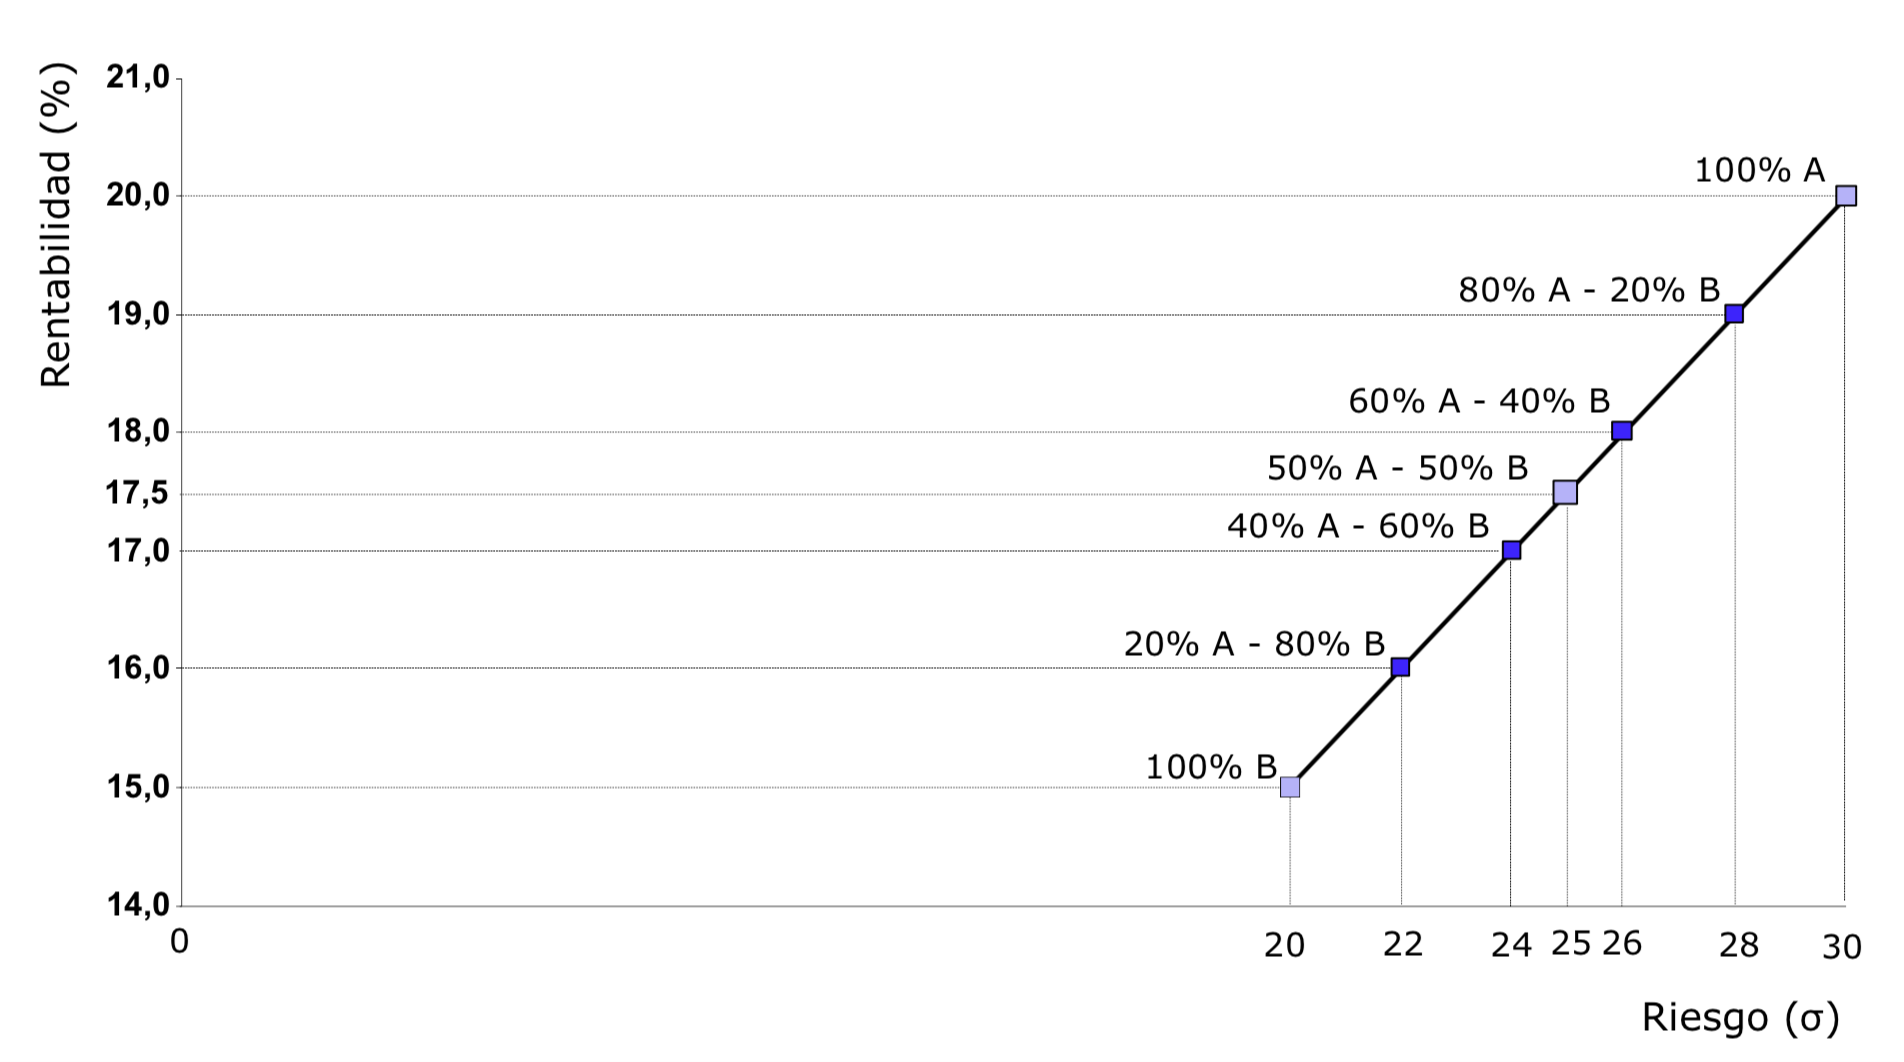 Rentabilidad (%)
21,0
20,0
19,0
18,0
17,5
17,0
16,0
15,0
14,0
100% A
80% A - 20% B
60% A - 40% B
50% A - 50% B
40% A - 60% B
20% A - 80% B
100% B
0
20
22
24
25
26
28
30
Riesgo (σ)